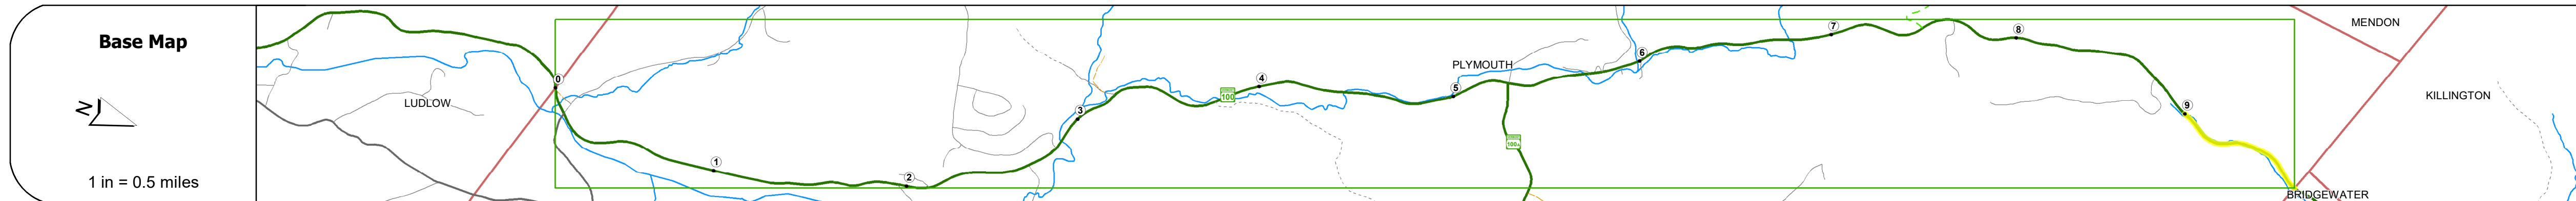 Base Map
N
1 in = 0.5 miles
LUDLOW
0
1
2
3
4
100
5
PLYMOUTH
100A
6
7
8
9
MENDON
KILLINGTON
BRIDGEWATER